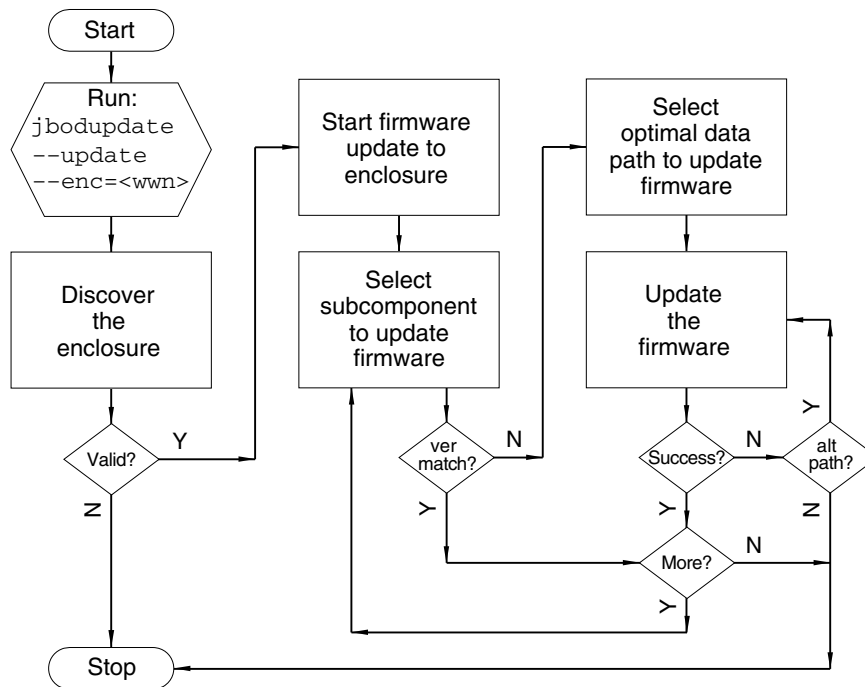 Start
Run:
jbodupdate
--update
--enc=<wwn>
Discover
the
enclosure
Valid?
Y
N
Stop
Start firmware
update to
enclosure
Select
subcomponent
to update
firmware
ver
match?
N
Y
Select
optimal data
path to update
firmware
Update
the
firmware
Success?
N
Y
alt
path?
Y
N
More?
N
Y